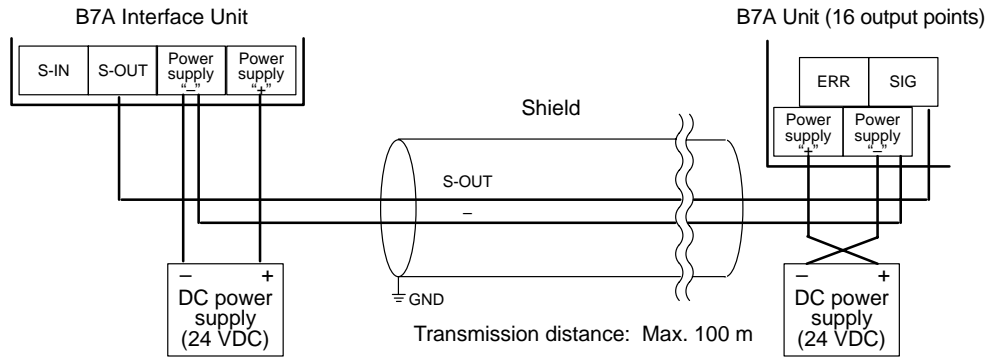 B7A Interface Unit
B7A Unit (16 output points)
S-IN
S-OUT
Power
supply
“–”
Power
supply
“+”
ERR
SIG
Power
supply
“+”
Power
supply
“–”
Shield
S-OUT
–
–
+
DC power
supply
(24 VDC)
GND
Transmission distance: Max. 100 m
–
+
DC power
supply
(24 VDC)